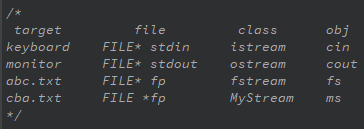 /*
 target          file          class       obj
keyboard     FILE* stdin     istream     cin
monitor      FILE* stdout    ostream     cout
abc.txt      FILE* fp        fstream     fs
cba.txt      FILE *fp        MyStream    ms
*/